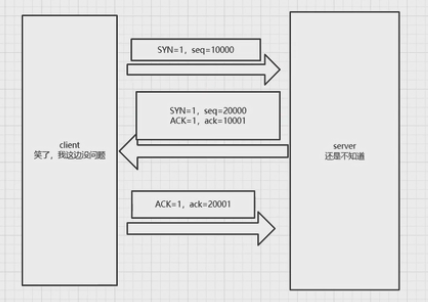 SYN=1，seq=10000
SYN=1，seq=20000
ACK=1，ack=10001
client
笑了，我这边没问题
server
还是不知道
ACK=1，ack=20001